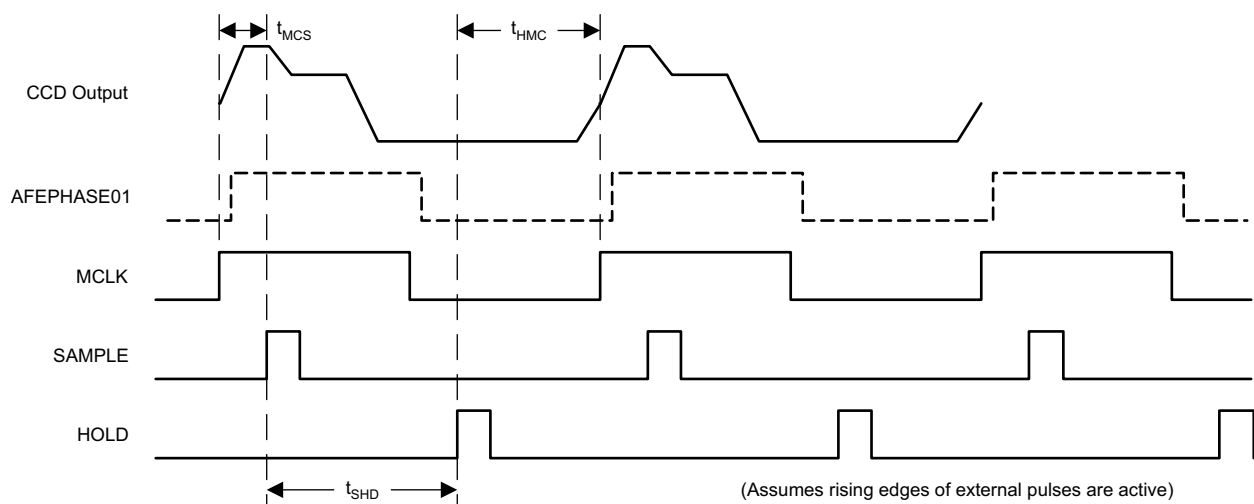 tMCS
tHMC
CCD Output
AFEPHASE01
MCLK
SAMPLE
HOLD
tSHD
(Assumes rising edges of external pulses are active)